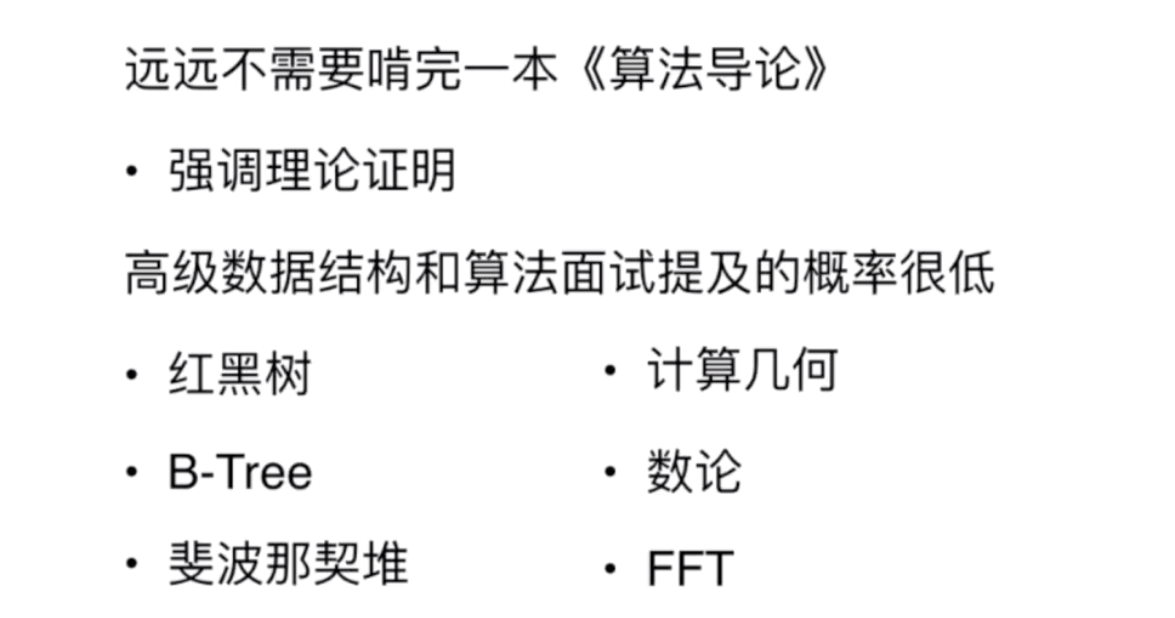 远远不需要啃完一本《算法导论》
• 强调理论证明
高级数据结构和算法面试提及的概率很低
• 红黑树
• 计算几何
• B-Tree
• 数论
• 斐波那契堆
• FFT